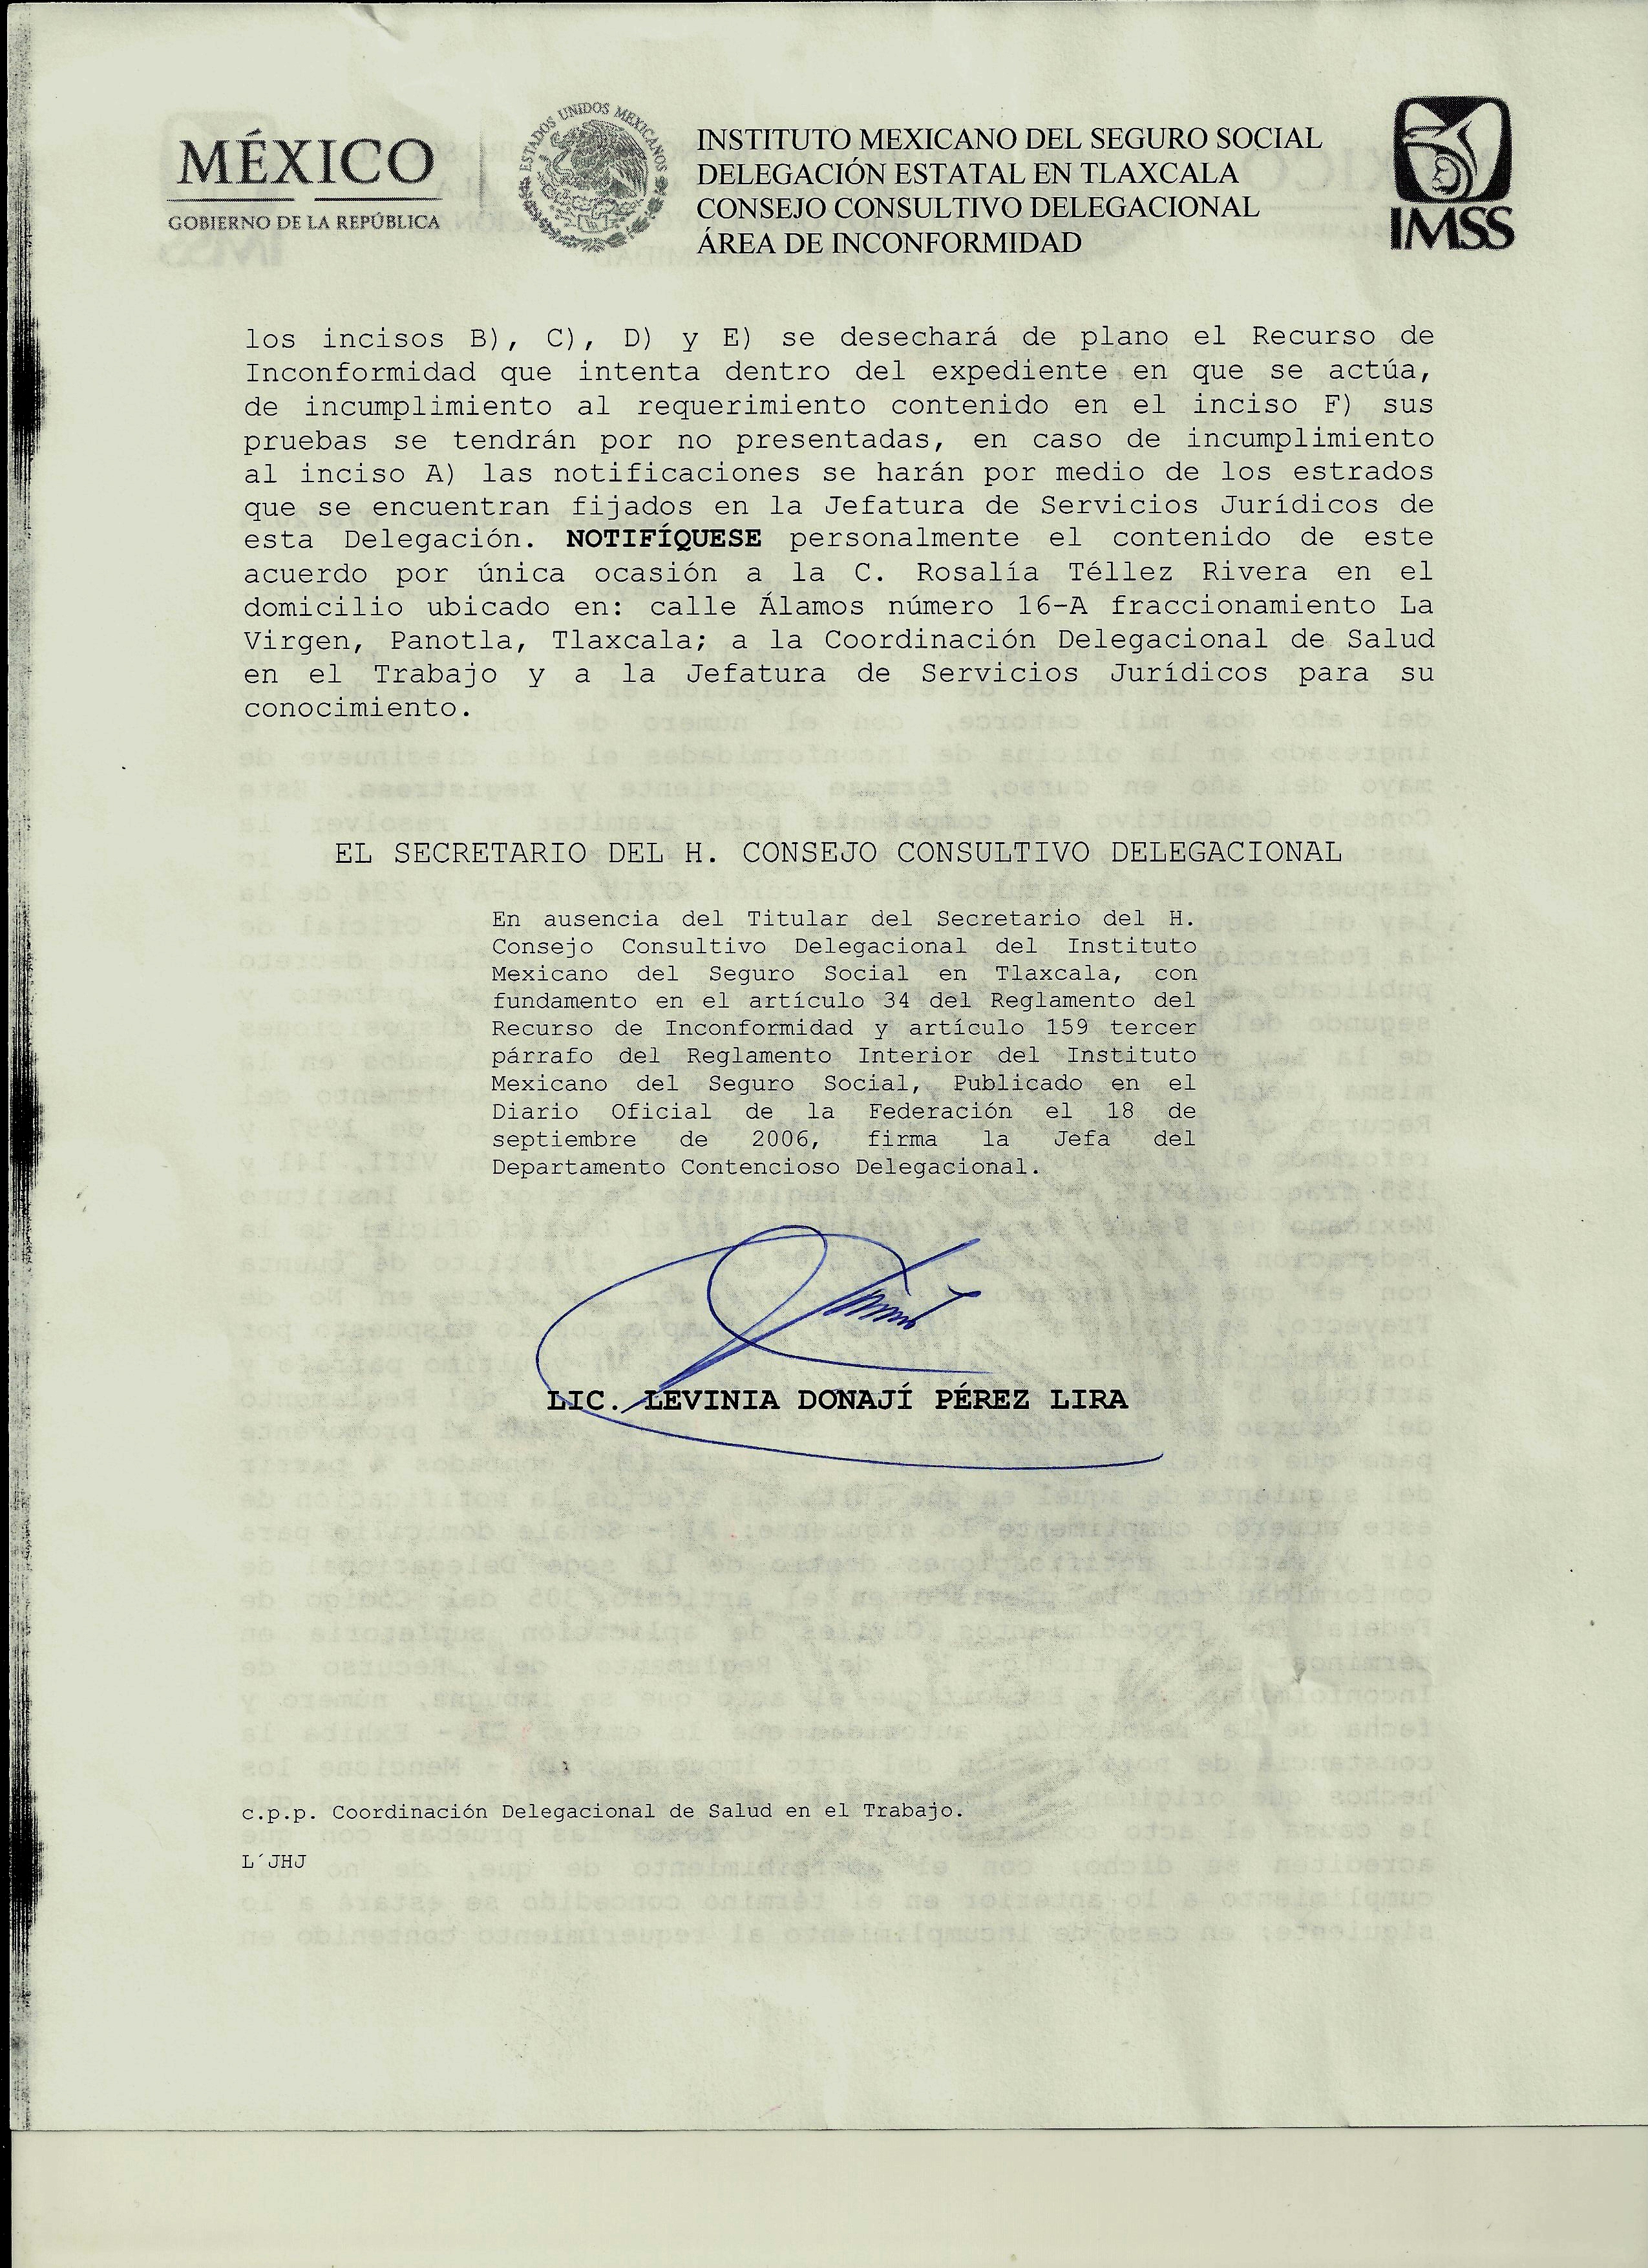 MÉXICO
GOBIERNO DE LA REPÚBLICA
ESTADOS UNIDOS MEXICANOS
INSTITUTO MEXICANO DEL SEGURO SOCIAL
DELEGACIÓN ESTATAL EN TLAXCALA
CONSEJO CONSULTIVO DELEGACIONAL
ÁREA DE INCONFORMIDAD
IMSS
los incisos B), C), D) y E) se desechará de plano el Recurso de
Inconformidad que intenta dentro del expediente en que se actúa,
de incumplimiento al requerimiento contenido en el inciso F) sus
pruebas se tendrán por no presentadas, en caso de incumplimiento
al inciso A) las notificaciones se harán por medio de los estrados
que se encuentran fijados en la Jefatura de Servicios Jurídicos de
esta Delegación. NOTIFÍQUESE personalmente el contenido de este
acuerdo por única ocasión a la C. Rosalía Téllez Rivera en el
domicilio ubicado en: calle Álamos número 16-A fraccionamiento La
Virgen, Panotla, Tlaxcala; a la Coordinación Delegacional de Salud
en el Trabajo y a la Jefatura de Servicios Jurídicos para su
conocimiento.
EL SECRETARIO DEL H. CONSEJO CONSULTIVO DELEGACIONAL
En ausencia del Titular del Secretario del H.
Consejo Consultivo Delegacional del Instituto
Mexicano del Seguro Social en Tlaxcala, con
fundamento en el artículo 34 del Reglamento del
Recurso de Inconformidad y artículo 159 tercer
párrafo del Reglamento Interior del Instituto
Mexicano del Seguro Social, Publicado en el
Diario Oficial de la Federación el 18 de
septiembre de 2006, firma la Jefa del
Departamento Contencioso Delegacional.
LIC. LEVINIA DONAJÍ PÉREZ LIRA
c.p.p. Coordinación Delegacional de Salud en el Trabajo.
L´JHJ